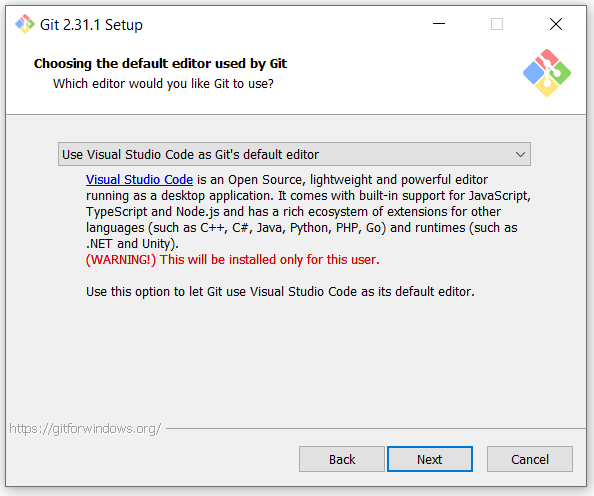 Git 2.31.1 Setup
Choosing the default editor used by Git
Which editor would you like Git to use?
Use Visual Studio Code as Git's default editor
Visual Studio Code is an Open Source, lightweight and powerful editor
running as a desktop application. It comes with built-in support for JavaScript,
TypeScript and Node.js and has a rich ecosystem of extensions for other
languages (such as C++, C#, Java, Python, PHP, Go) and runtimes (such as
.NET and Unity).
(WARNING!) This will be installed only for this user.
Use this option to let Git use Visual Studio Code as its default editor.
https://gitforwindows.org/
Back Next Cancel